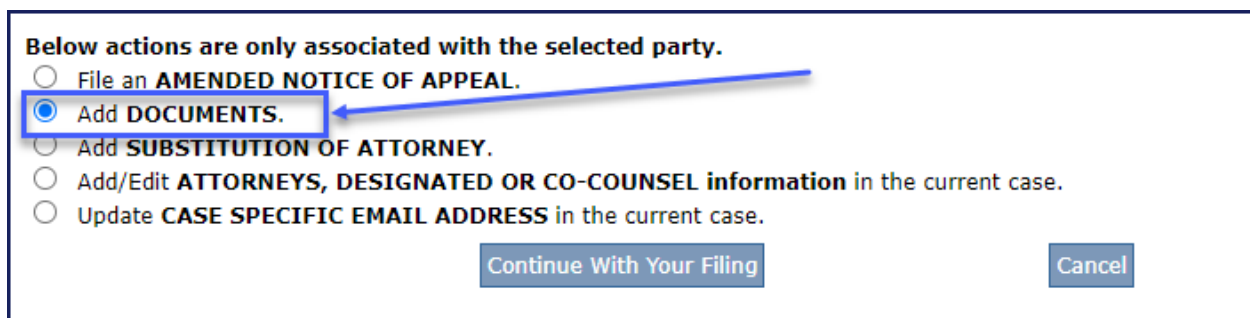 Below actions are only associated with the selected party.
File an AMENDED NOTICE OF APPEAL.
Add DOCUMENTS.
Add SUBSTITUTION OF ATTORNEY.
Add/Edit ATTORNEYS, DESIGNATED OR CO-COUNSEL information in the current case.
Update CASE SPECIFIC EMAIL ADDRESS in the current case.
Continue With Your Filing Cancel